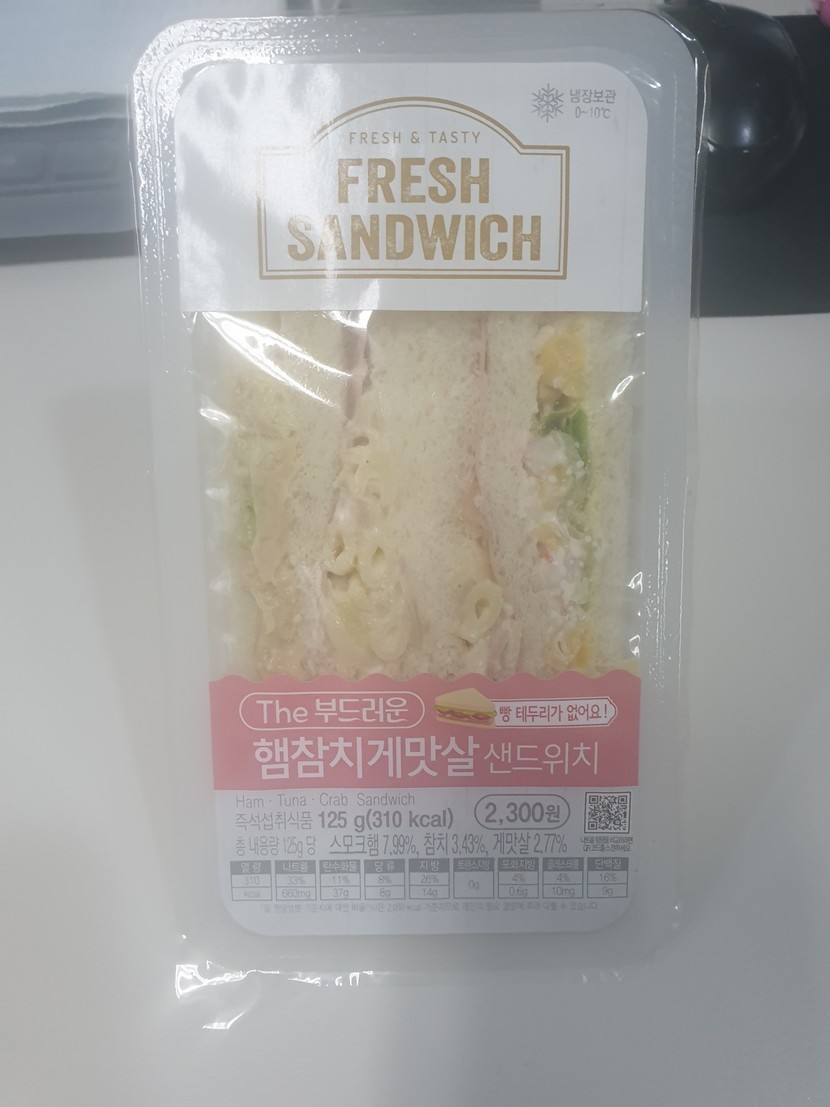 냉장보관
0~10℃
FRESH & TASTY
FRESH
SANDWICH
The 부드러운
빵 테두리가 없어요!
햄참치게맛살 샌드위치
Ham · Tuna · Crab Sandwich
즉석섭취식품 125 g(310 kcal)
2,300원
총 내용량 125g 당 스모크햄 7.99%, 참치 3.43%, 게맛살 2.77%
열량 나트륨 탄수화물 당류 지방 트랜스지방 포화지방 콜레스테롤 단백질
310 33% 11% 8% 26% 0g 4% 4% 16%
kcal 660mg 37g 8g 14g 0.6g 10mg 9g